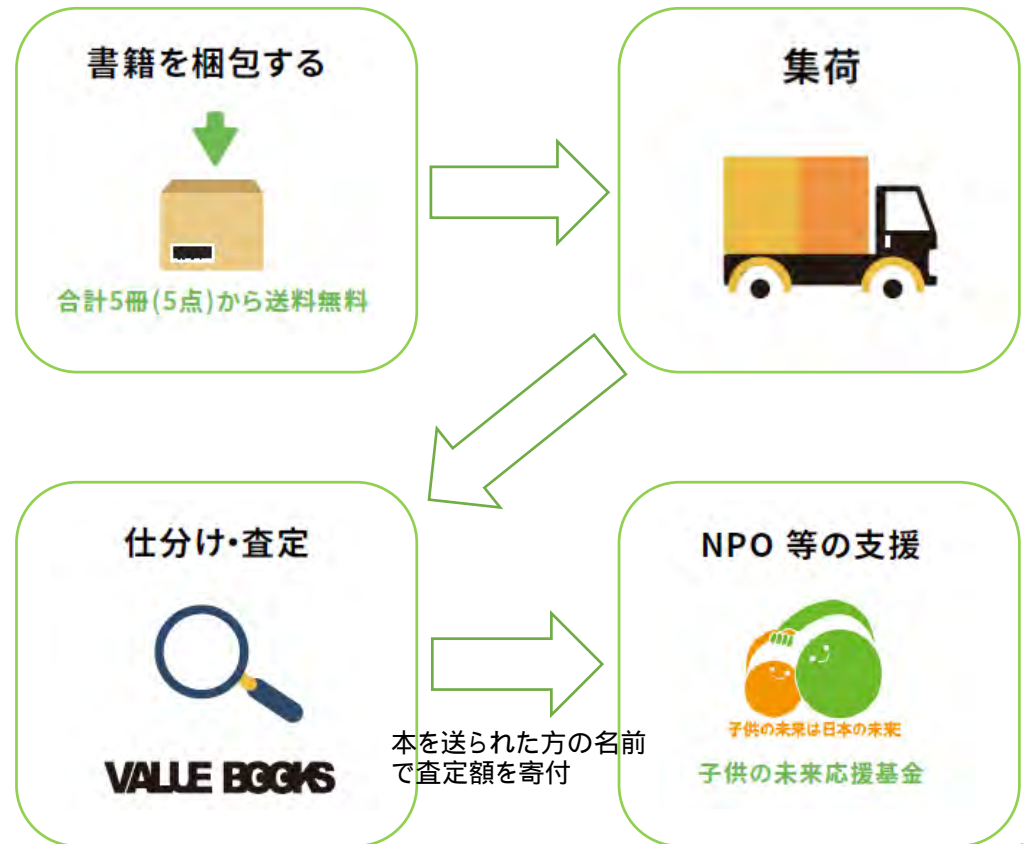 書籍を梱包する
合計5冊(5点)から送料無料
集荷
仕分け・査定
VALUE BOOKS
本を送られた方の名前
で査定額を寄付
NPO 等の支援
子供の未来は日本の未来
子供の未来応援基金